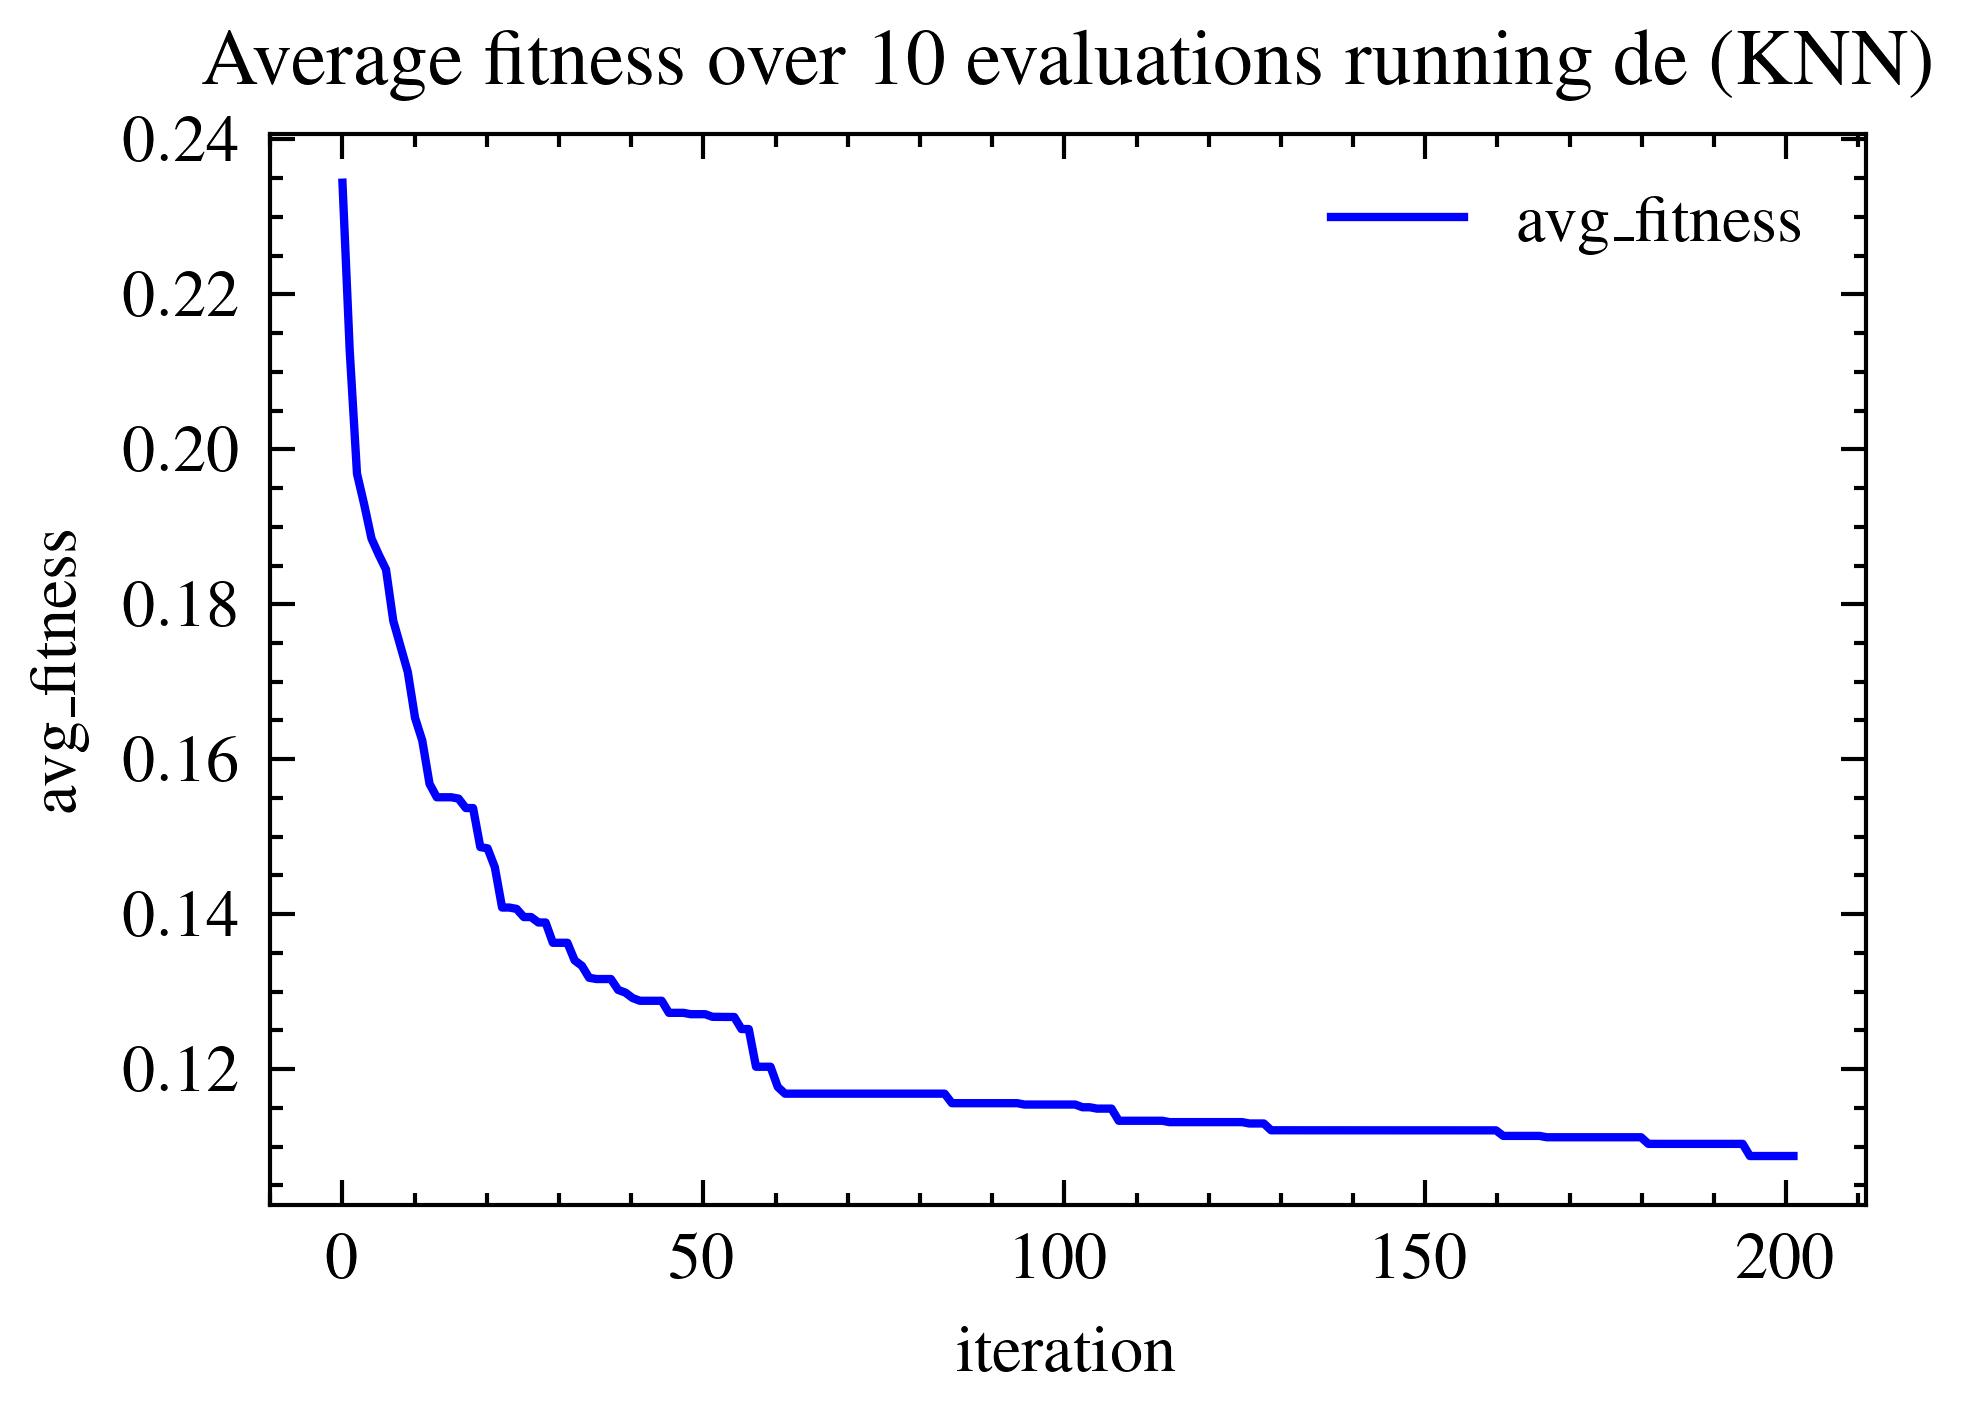 Average fitness over 10 evaluations running de (KNN)
0.24
0.22
0.20
0.18
0.16
0.14
0.12
avg_fitness
avg_fitness
0 50 100 150 200
iteration